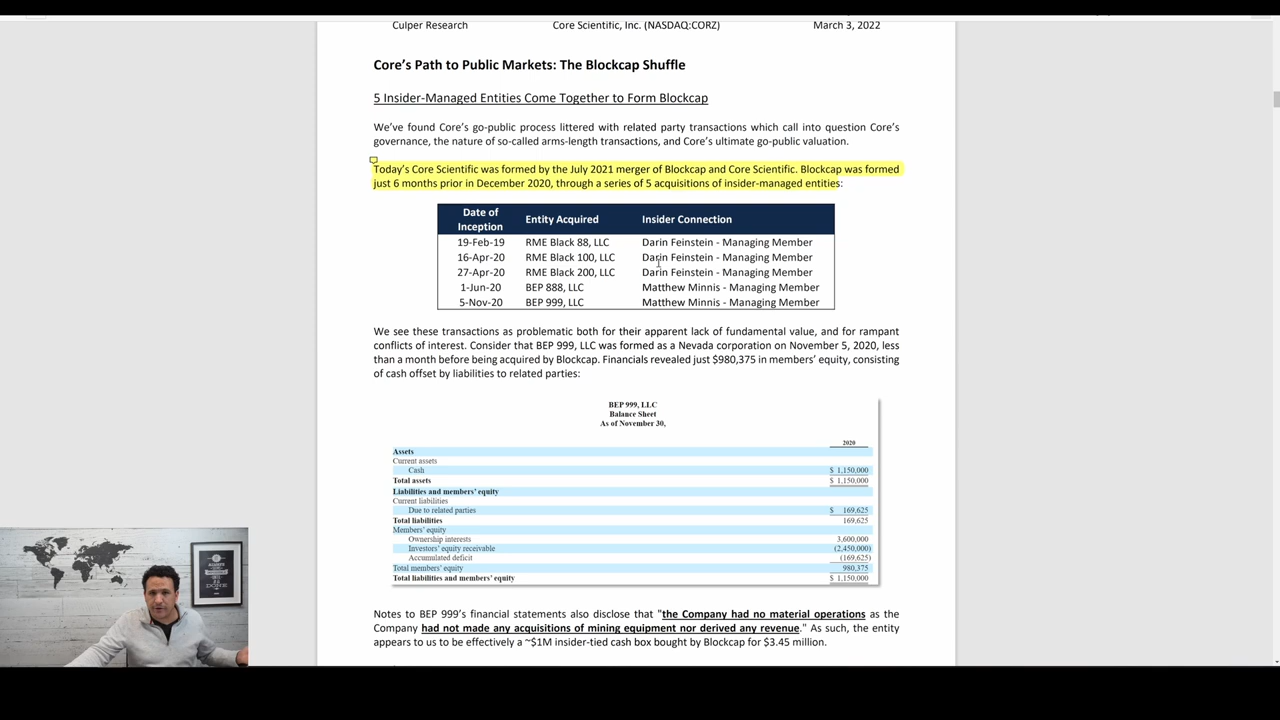 Culper Research Core Scientific, Inc. (NASDAQ:CORZ) March 3, 2022
Core's Path to Public Markets: The Blockcap Shuffle
5 Insider-Managed Entities Come Together to Form Blockcap
We've found Core's go-public process littered with related party transactions which call into question Core's
governance, the nature of so-called arms-length transactions, and Core's ultimate go-public valuation.
Today's Core Scientific was formed by the July 2021 merger of Blockcap and Core Scientific. Blockcap was formed
just 6 months prior in December 2020, through a series of 5 acquisitions of insider-managed entities:
Date of
Inception Entity Acquired Insider Connection
19-Feb-19 RME Black 88, LLC Darin Feinstein - Managing Member
16-Apr-20 RME Black 100, LLC Darin Feinstein - Managing Member
27-Apr-20 RME Black 200, LLC Darin Feinstein - Managing Member
1-Jun-20 BEP 888, LLC Matthew Minnis - Managing Member
5-Nov-20 BEP 999, LLC Matthew Minnis - Managing Member
We see these transactions as problematic both for their apparent lack of fundamental value, and for rampant
conflicts of interest. Consider that BEP 999, LLC was formed as a Nevada corporation on November 5, 2020, less
than a month before being acquired by Blockcap. Financials revealed just $980,375 in members' equity, consisting
of cash offset by liabilities to related parties:
BEP 999, LLC
Balance Sheet
As of November 30,
2020
Assets
Current assets
Cash $ 1,150,000
Total assets $ 1,150,000
Liabilities and members' equity
Current liabilities
Due to related parties $ 169,625
Total liabilities 169,625
Members' equity
Ownership interests 3,600,000
Investors' equity receivable (2,450,000)
Accumulated deficit (169,625)
Total members' equity 980,375
Total liabilities and members' equity $ 1,150,000
Notes to BEP 999's financial statements also disclose that "the Company had no material operations as the
Company had not made any acquisitions of mining equipment nor derived any revenue." As such, the entity
appears to us to be effectively a ~$1M insider-tied cash box bought by Blockcap for $3.45 million.